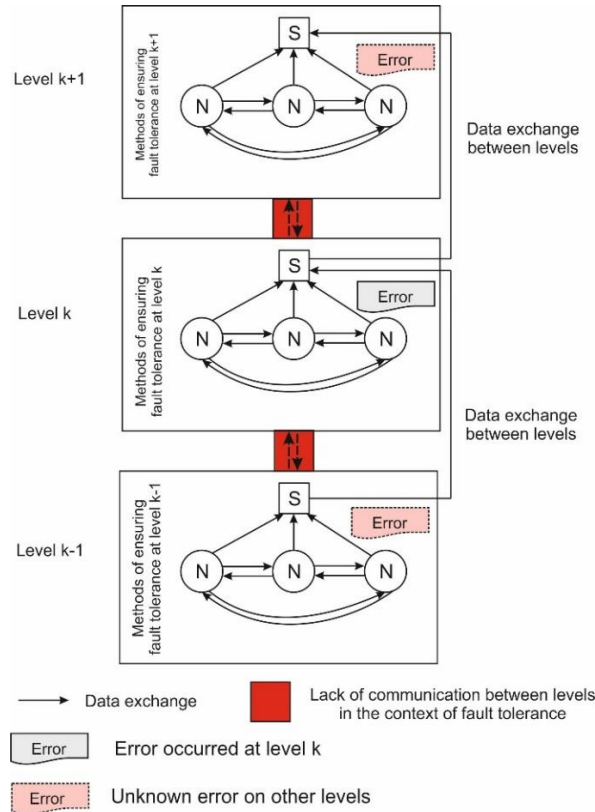 S
Error
Level k+1
Methods of ensuring
fault tolerance at level k+1
N
N
N
Data exchange
between levels
S
Error
Level k
Methods of ensuring
fault tolerance at level k
N
N
N
Data exchange
between levels
S
Error
Level k-1
Methods of ensuring
fault tolerance at level k-1
N
N
N
Data exchange
Lack of communication between levels
in the context of fault tolerance
Error
Error occurred at level k
Error
Unknown error on other levels